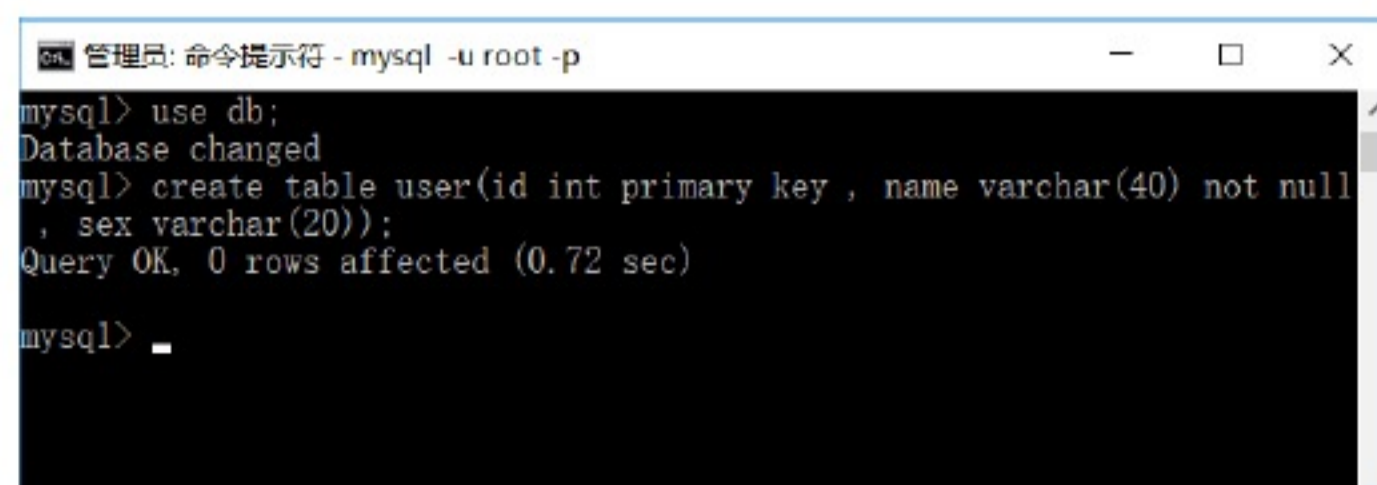 管理员: 命令提示符 - mysql -u root -p
mysql> use db;
Database changed
mysql> create table user(id int primary key , name varchar(40) not null
 , sex varchar(20));
Query OK, 0 rows affected (0.72 sec)
mysql>